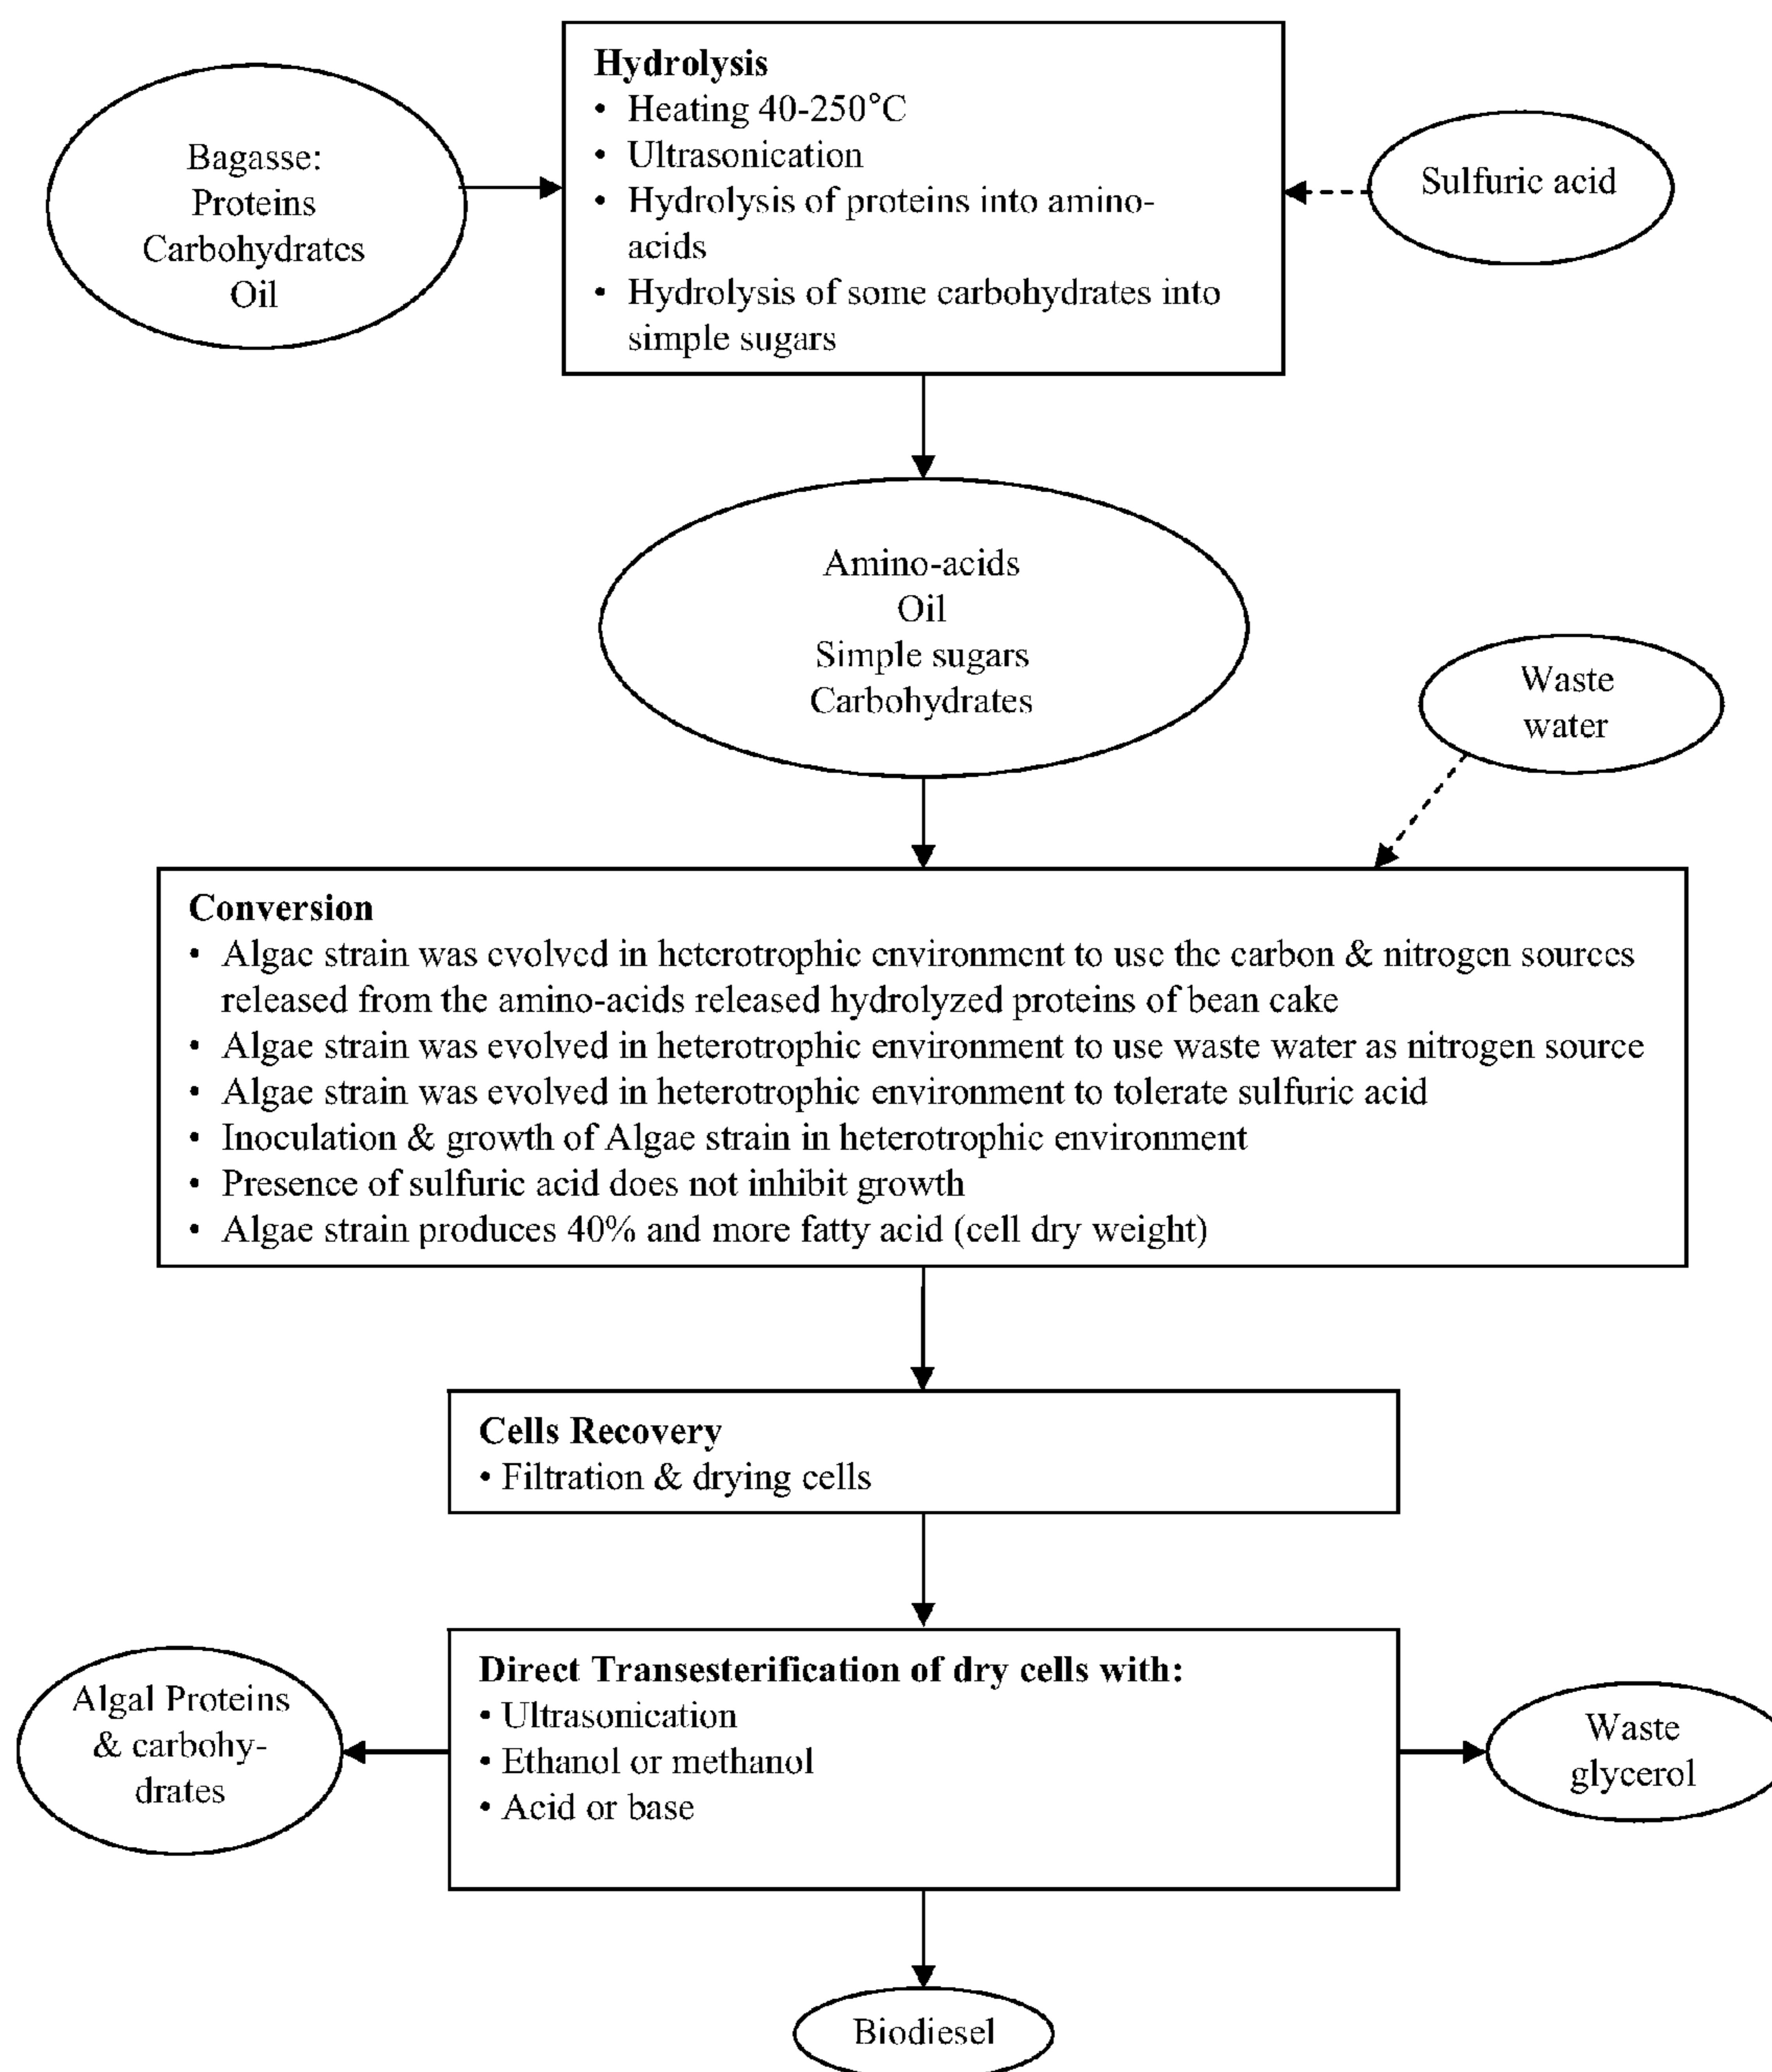 Hydrolysis
• Heating 40-250°C
• Ultrasonication
• Hydrolysis of proteins into amino-
acids
• Hydrolysis of some carbohydrates into
simple sugars
Bagasse:
Proteins
Carbohydrates
Oil
Sulfuric acid
Amino-acids
Oil
Simple sugars
Carbohydrates
Waste
water
Conversion
• Algae strain was evolved in heterotrophic environment to use the carbon & nitrogen sources
released from the amino-acids released hydrolyzed proteins of bean cake
• Algae strain was evolved in heterotrophic environment to use waste water as nitrogen source
• Algae strain was evolved in heterotrophic environment to tolerate sulfuric acid
• Inoculation & growth of Algae strain in heterotrophic environment
• Presence of sulfuric acid does not inhibit growth
• Algae strain produces 40% and more fatty acid (cell dry weight)
Cells Recovery
• Filtration & drying cells
Direct Transesterification of dry cells with:
• Ultrasonication
• Ethanol or methanol
• Acid or base
Algal Proteins
& carbohy-
drates
Waste
glycerol
Biodiesel